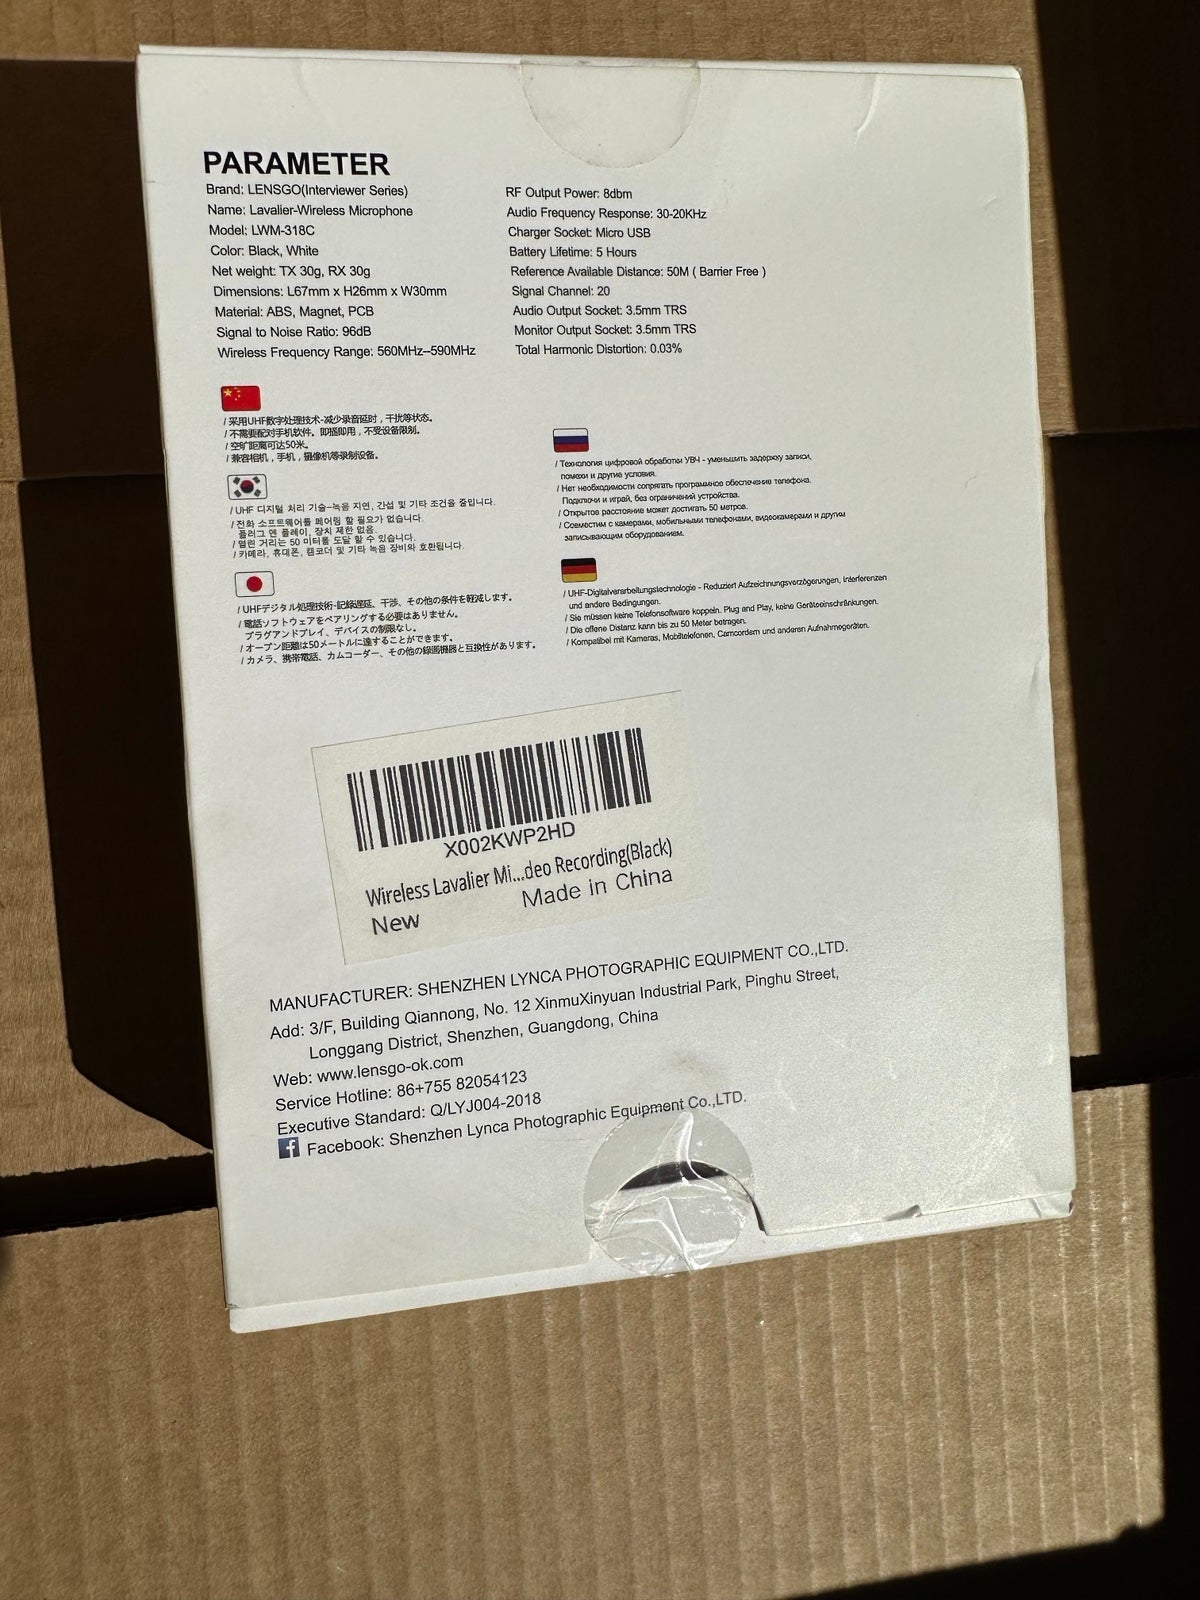 PARAMETER
Brand: LENSGO(Interviewer Series)
Name: Lavalier-Wireless Microphone
Model: LWM-318C
Color: Black, White
Net weight: TX 30g, RX 30g
Dimensions: L67mm x H26mm x W30mm
Material: ABS, Magnet, PCB
Signal to Noise Ratio: 96dB
Wireless Frequency Range: 560MHz–590MHz
RF Output Power: 8dbm
Audio Frequency Response: 30-20KHz
Charger Socket: Micro USB
Battery Lifetime: 5 Hours
Reference Available Distance: 50M ( Barrier Free )
Signal Channel: 20
Audio Output Socket: 3.5mm TRS
Monitor Output Socket: 3.5mm TRS
Total Harmonic Distortion: 0.03%
/ 采用UHF数字处理技术-减少录音延时，干扰等状态。
/ 不需要配对手机软件。即插即用，不受设备限制。
/ 空旷距离可达50米。
/ 兼容相机，手机，摄像机等录制设备。
/ UHF 디지털 처리 기술–녹음 지연, 간섭 및 기타 조건을 줄입니다.
/ 전화 소프트웨어를 페어링 할 필요가 없습니다.
플러그 앤 플레이, 장치 제한 없음.
/ 열린 거리는 50 미터를 도달 할 수 있습니다.
/ 카메라, 휴대폰, 캠코더 및 기타 녹음 장비와 호환됩니다.
/ UHFデジタル処理技術-記録遅延、干渉、その他の条件を軽減します。
/ 電話ソフトウェアをペアリングする必要はありません。
プラグアンドプレイ、デバイスの制限なし。
/ オープン距離は50メートルに達することができます。
/ カメラ、携帯電話、カムコーダー、その他の録画機器と互換性があります。
/ Технология цифровой обработки УВЧ - уменьшить задержку записи,
помехи и другие условия.
/ Нет необходимости сопрягать программное обеспечение телефона.
Подключи и играй, без ограничений устройства.
/ Открытое расстояние может достигать 50 метров.
/ Совместим с камерами, мобильными телефонами, видеокамерами и другим
записывающим оборудованием.
/ UHF-Digitalverarbeitungstechnologie - Reduziert Aufzeichnungsverzögerungen, Interferenzen
und andere Bedingungen.
/ Sie müssen keine Telefonsoftware koppeln. Plug and Play, keine Geräteeinschränkungen.
/ Die offene Distanz kann bis zu 50 Meter betragen.
/ Kompatibel mit Kameras, Mobiltelefonen, Camcordern und anderen Aufnahmegeräten.
X002KWP2HD
Wireless Lavalier Mi...deo Recording(Black)
New
Made in China
MANUFACTURER: SHENZHEN LYNCA PHOTOGRAPHIC EQUIPMENT CO.,LTD.
Add: 3/F, Building Qiannong, No. 12 XinmuXinyuan Industrial Park, Pinghu Street,
Longgang District, Shenzhen, Guangdong, China
Web: www.lensgo-ok.com
Service Hotline: 86+755 82054123
Executive Standard: Q/LYJ004-2018
Facebook: Shenzhen Lynca Photographic Equipment Co.,LTD.